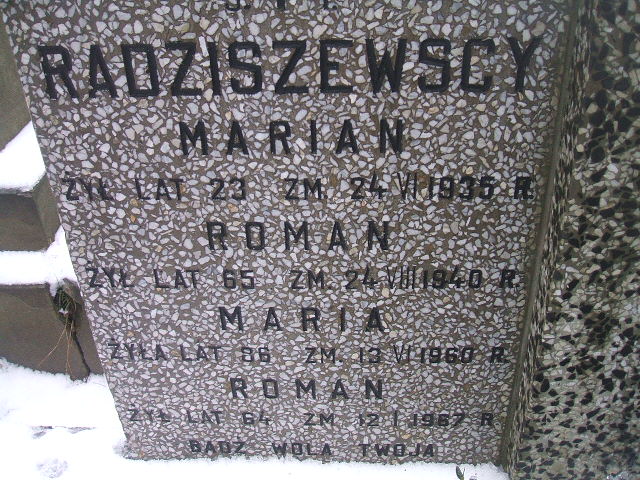 RADZISZEWSCY
MARIAN
ŻYŁ LAT 23 ZM. 24 VI 1935 R.
ROMAN
ŻYŁ LAT 65 ZM. 24 VIII 1940 R.
MARIA
ŻYŁA LAT 86 ZM. 13 VI 1960 R.
ROMAN
ŻYŁ LAT 64 ZM. 12 I 1967 R.
BĄDŹ WOLA TWOJA